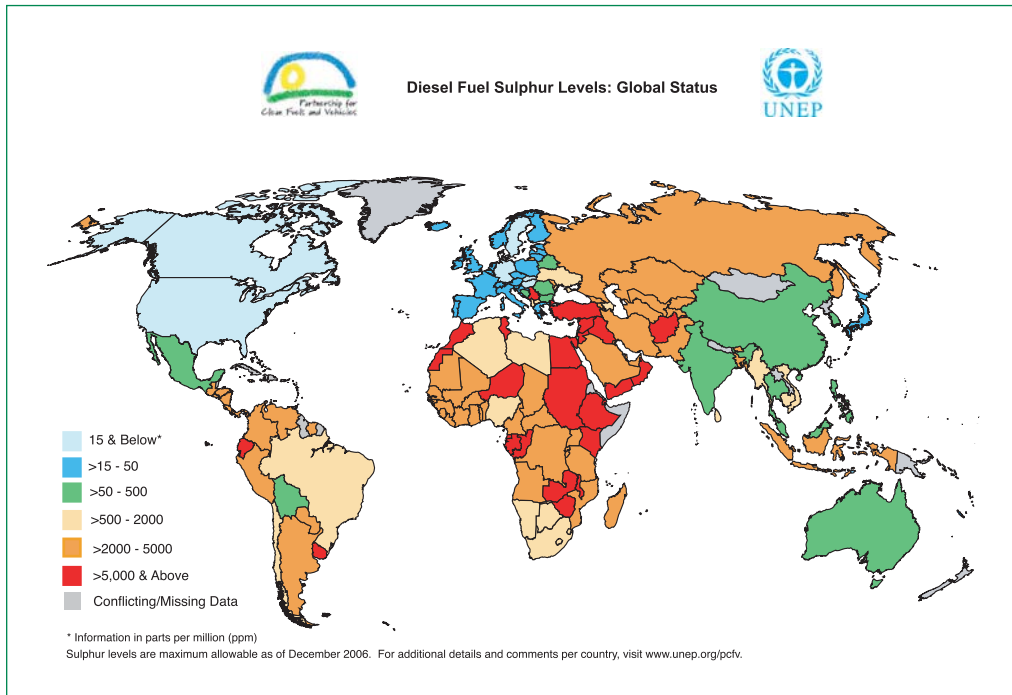 Partnership for
Clean Fuels and Vehicles
Diesel Fuel Sulphur Levels: Global Status
UNEP
15 & Below*
>15 - 50
>50 - 500
>500 - 2000
>2000 - 5000
>5,000 & Above
Conflicting/Missing Data
* Information in parts per million (ppm)
Sulphur levels are maximum allowable as of December 2006. For additional details and comments per country, visit www.unep.org/pcfv.